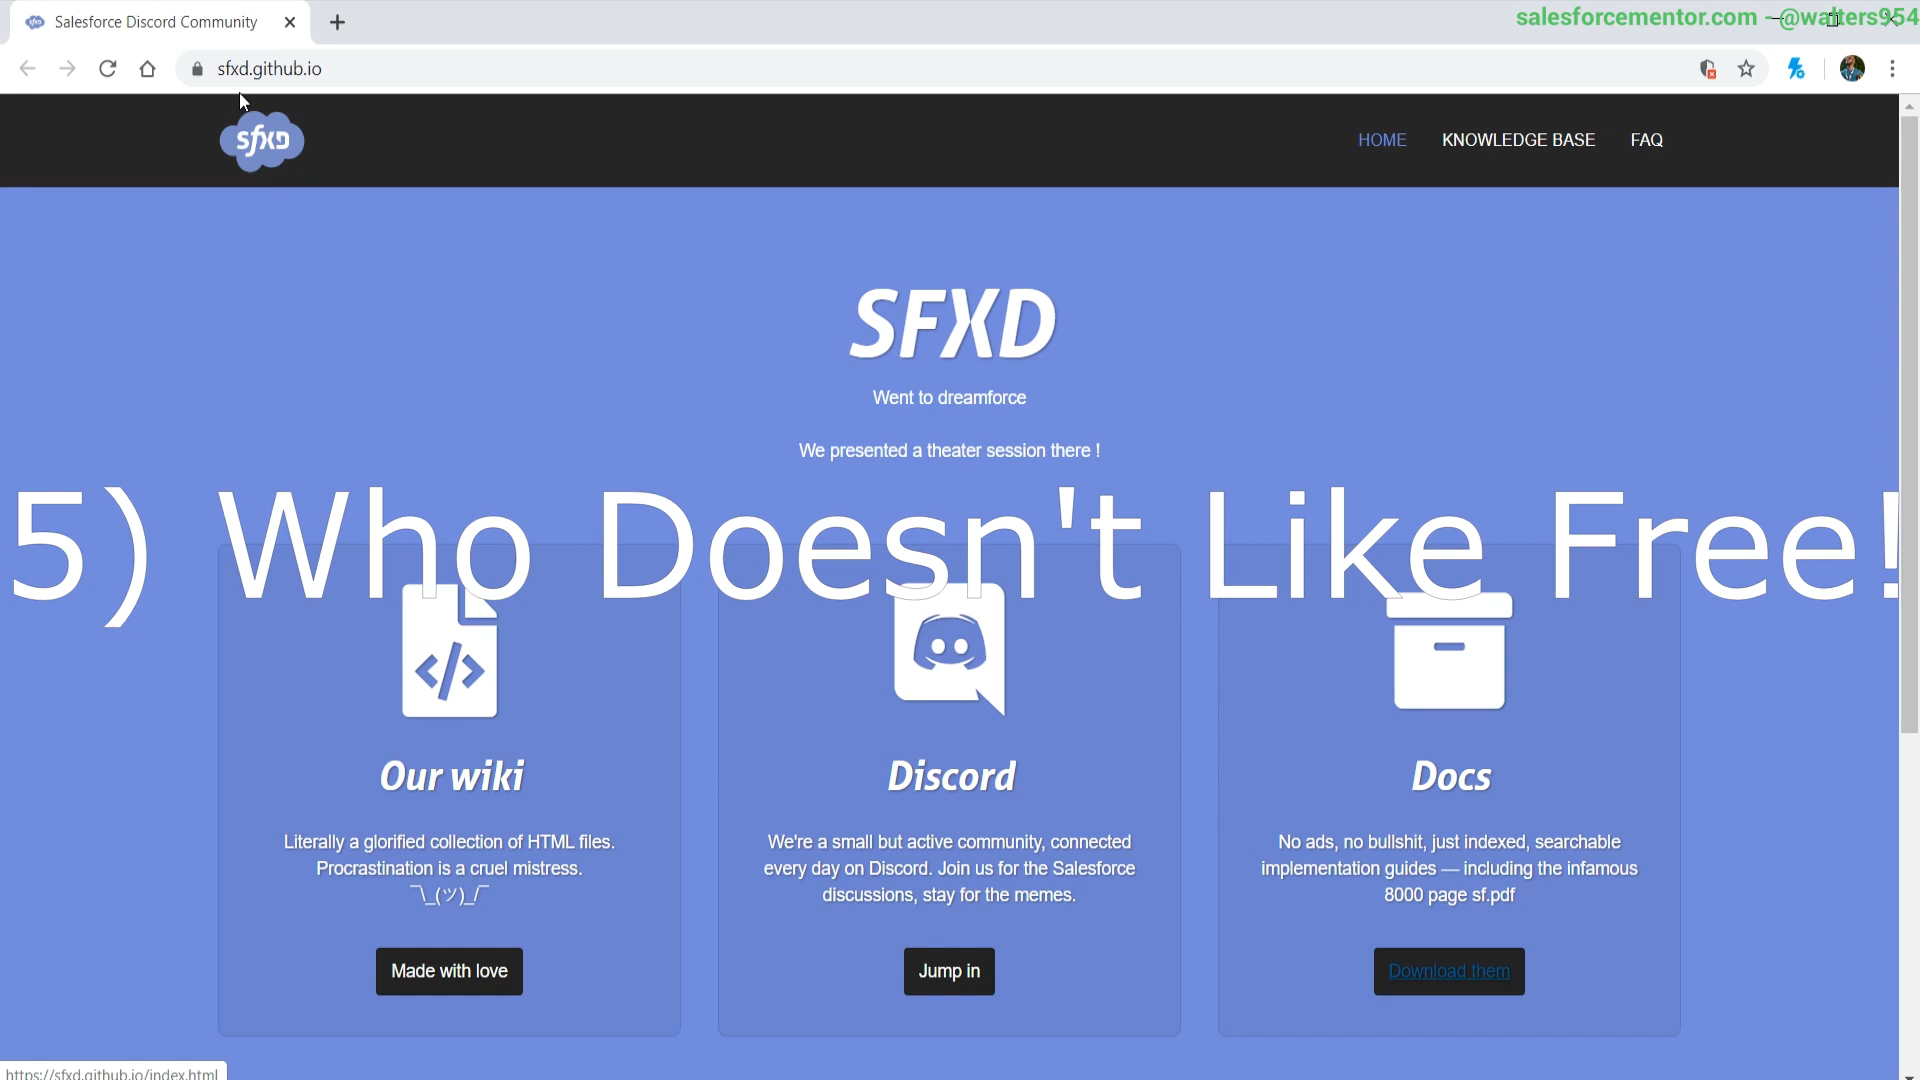 Salesforce Discord Community
salesforcementor.com - @walters954
sfxd.github.io
sfxd
HOME
KNOWLEDGE BASE
FAQ
SFXD
Went to dreamforce
We presented a theater session there !
5) Who Doesn't Like Free!
Our wiki
Literally a glorified collection of HTML files.
Procrastination is a cruel mistress.
¯\_(ツ)_/¯
Made with love
Discord
We're a small but active community, connected
every day on Discord. Join us for the Salesforce
discussions, stay for the memes.
Jump in
Docs
No ads, no bullshit, just indexed, searchable
implementation guides — including the infamous
8000 page sf.pdf
Download them
https://sfxd.github.io/index.html